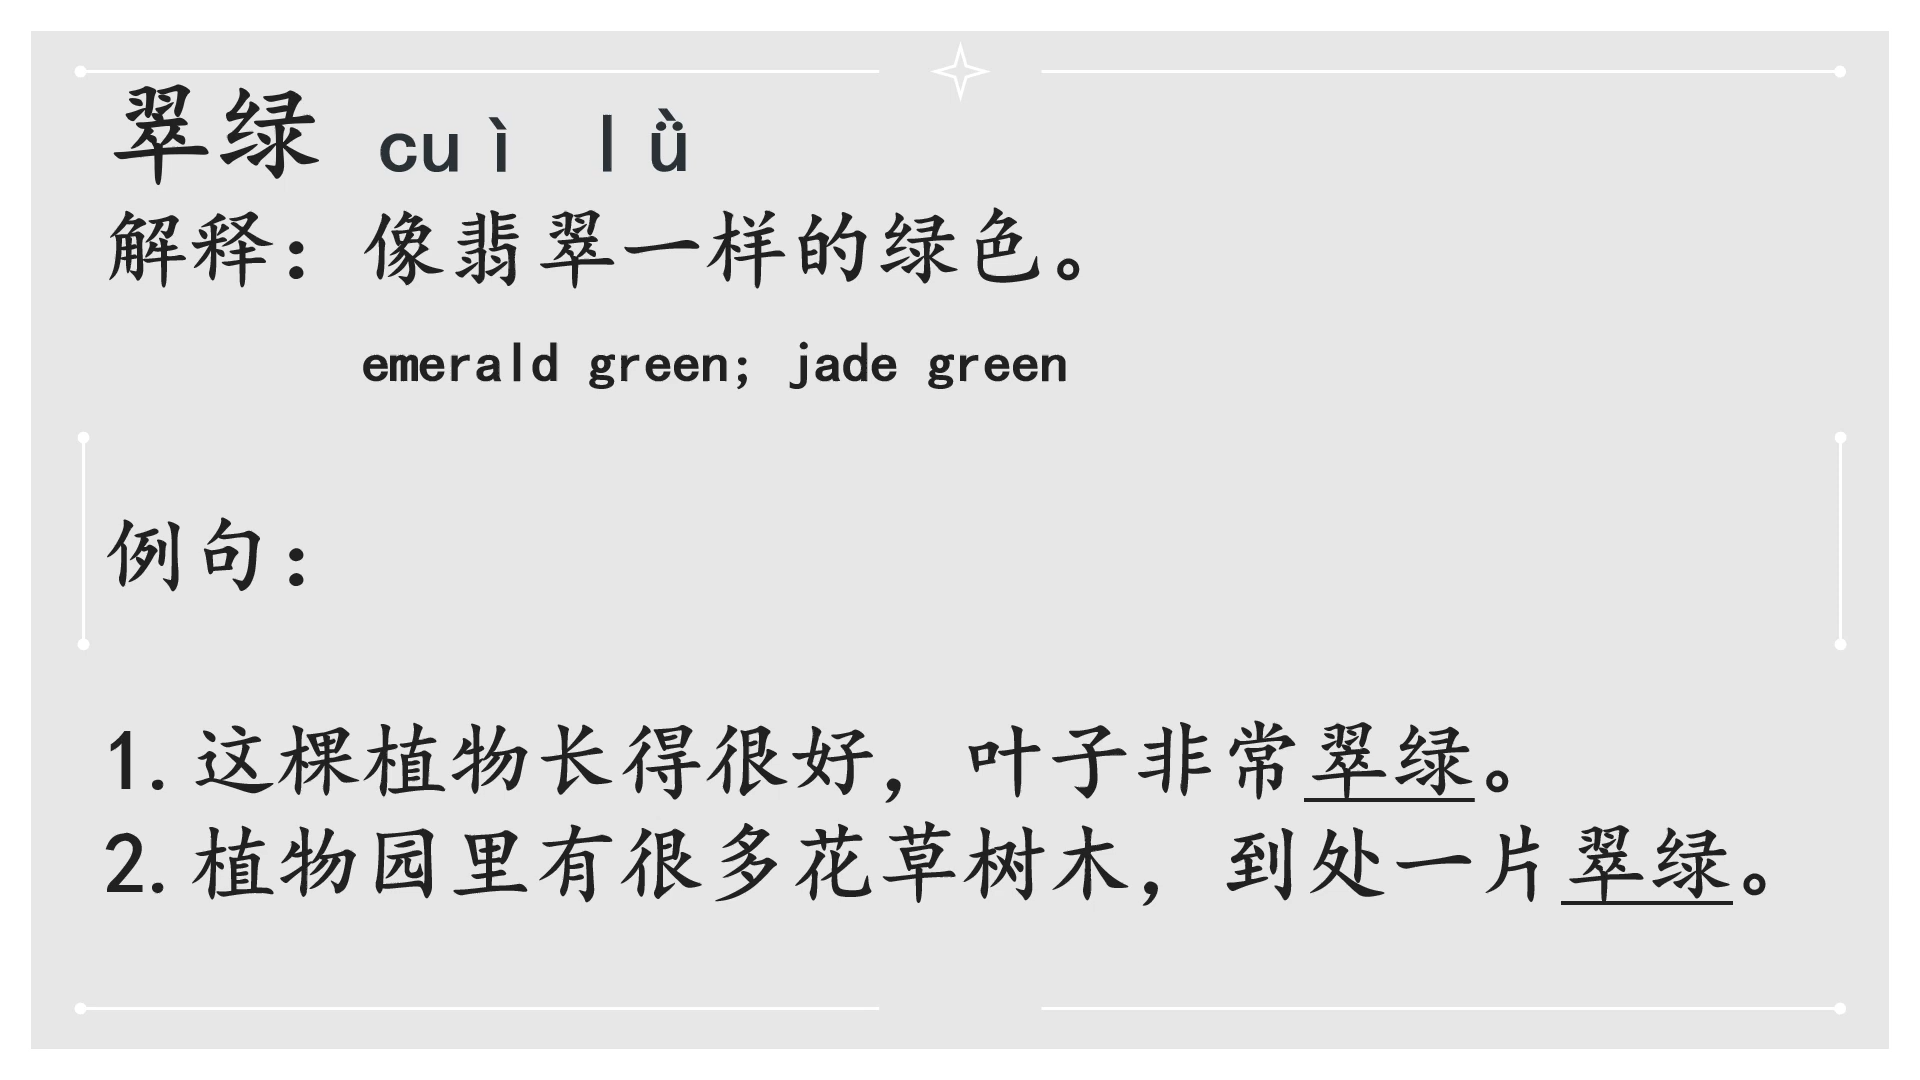 翠绿 cuì lǜ
解释：像翡翠一样的绿色。
emerald green; jade green
例句：
1.这棵植物长得很好，叶子非常翠绿。
2.植物园里有很多花草树木，到处一片翠绿。